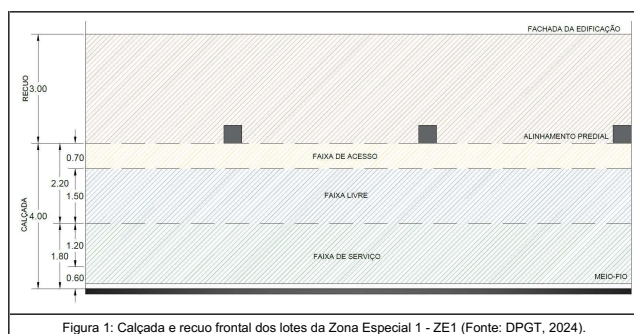 FACHADA DA EDIFICAÇÃO
RECUO
3.00
ALINHAMENTO PREDIAL
0.70
FAIXA DE ACESSO
2.20
1.50
FAIXA LIVRE
CALÇADA
4.00
1.80
1.20
FAIXA DE SERVIÇO
0.60
MEIO-FIO
Figura 1: Calçada e recuo frontal dos lotes da Zona Especial 1 - ZE1 (Fonte: DPGT, 2024).